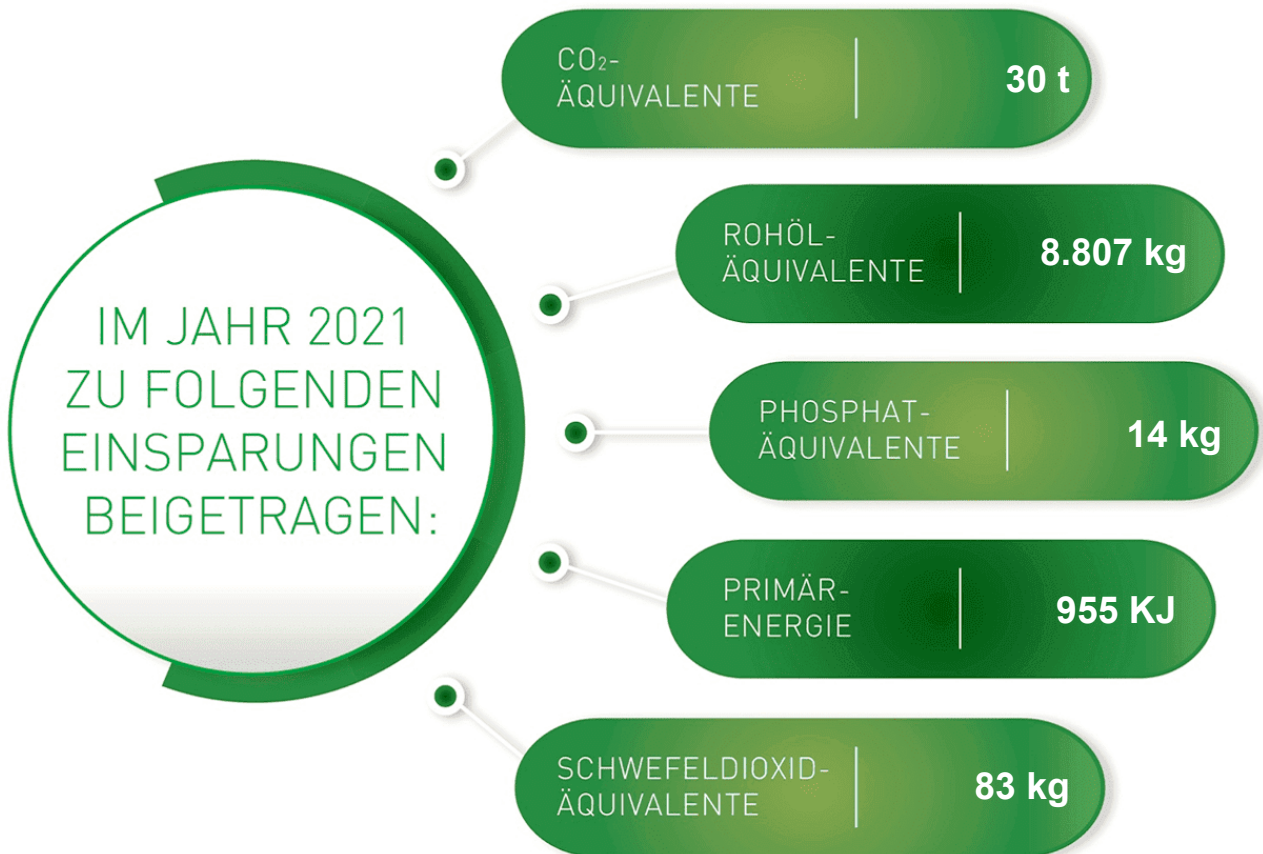 IM JAHR 2021
ZU FOLGENDEN
EINSPARUNGEN
BEIGETRAGEN:
CO₂-
ÄQUIVALENTE
30 t
ROHÖL-
ÄQUIVALENTE
8.807 kg
PHOSPHAT-
ÄQUIVALENTE
14 kg
PRIMÄR-
ENERGIE
955 KJ
SCHWEFELDIOXID-
ÄQUIVALENTE
83 kg